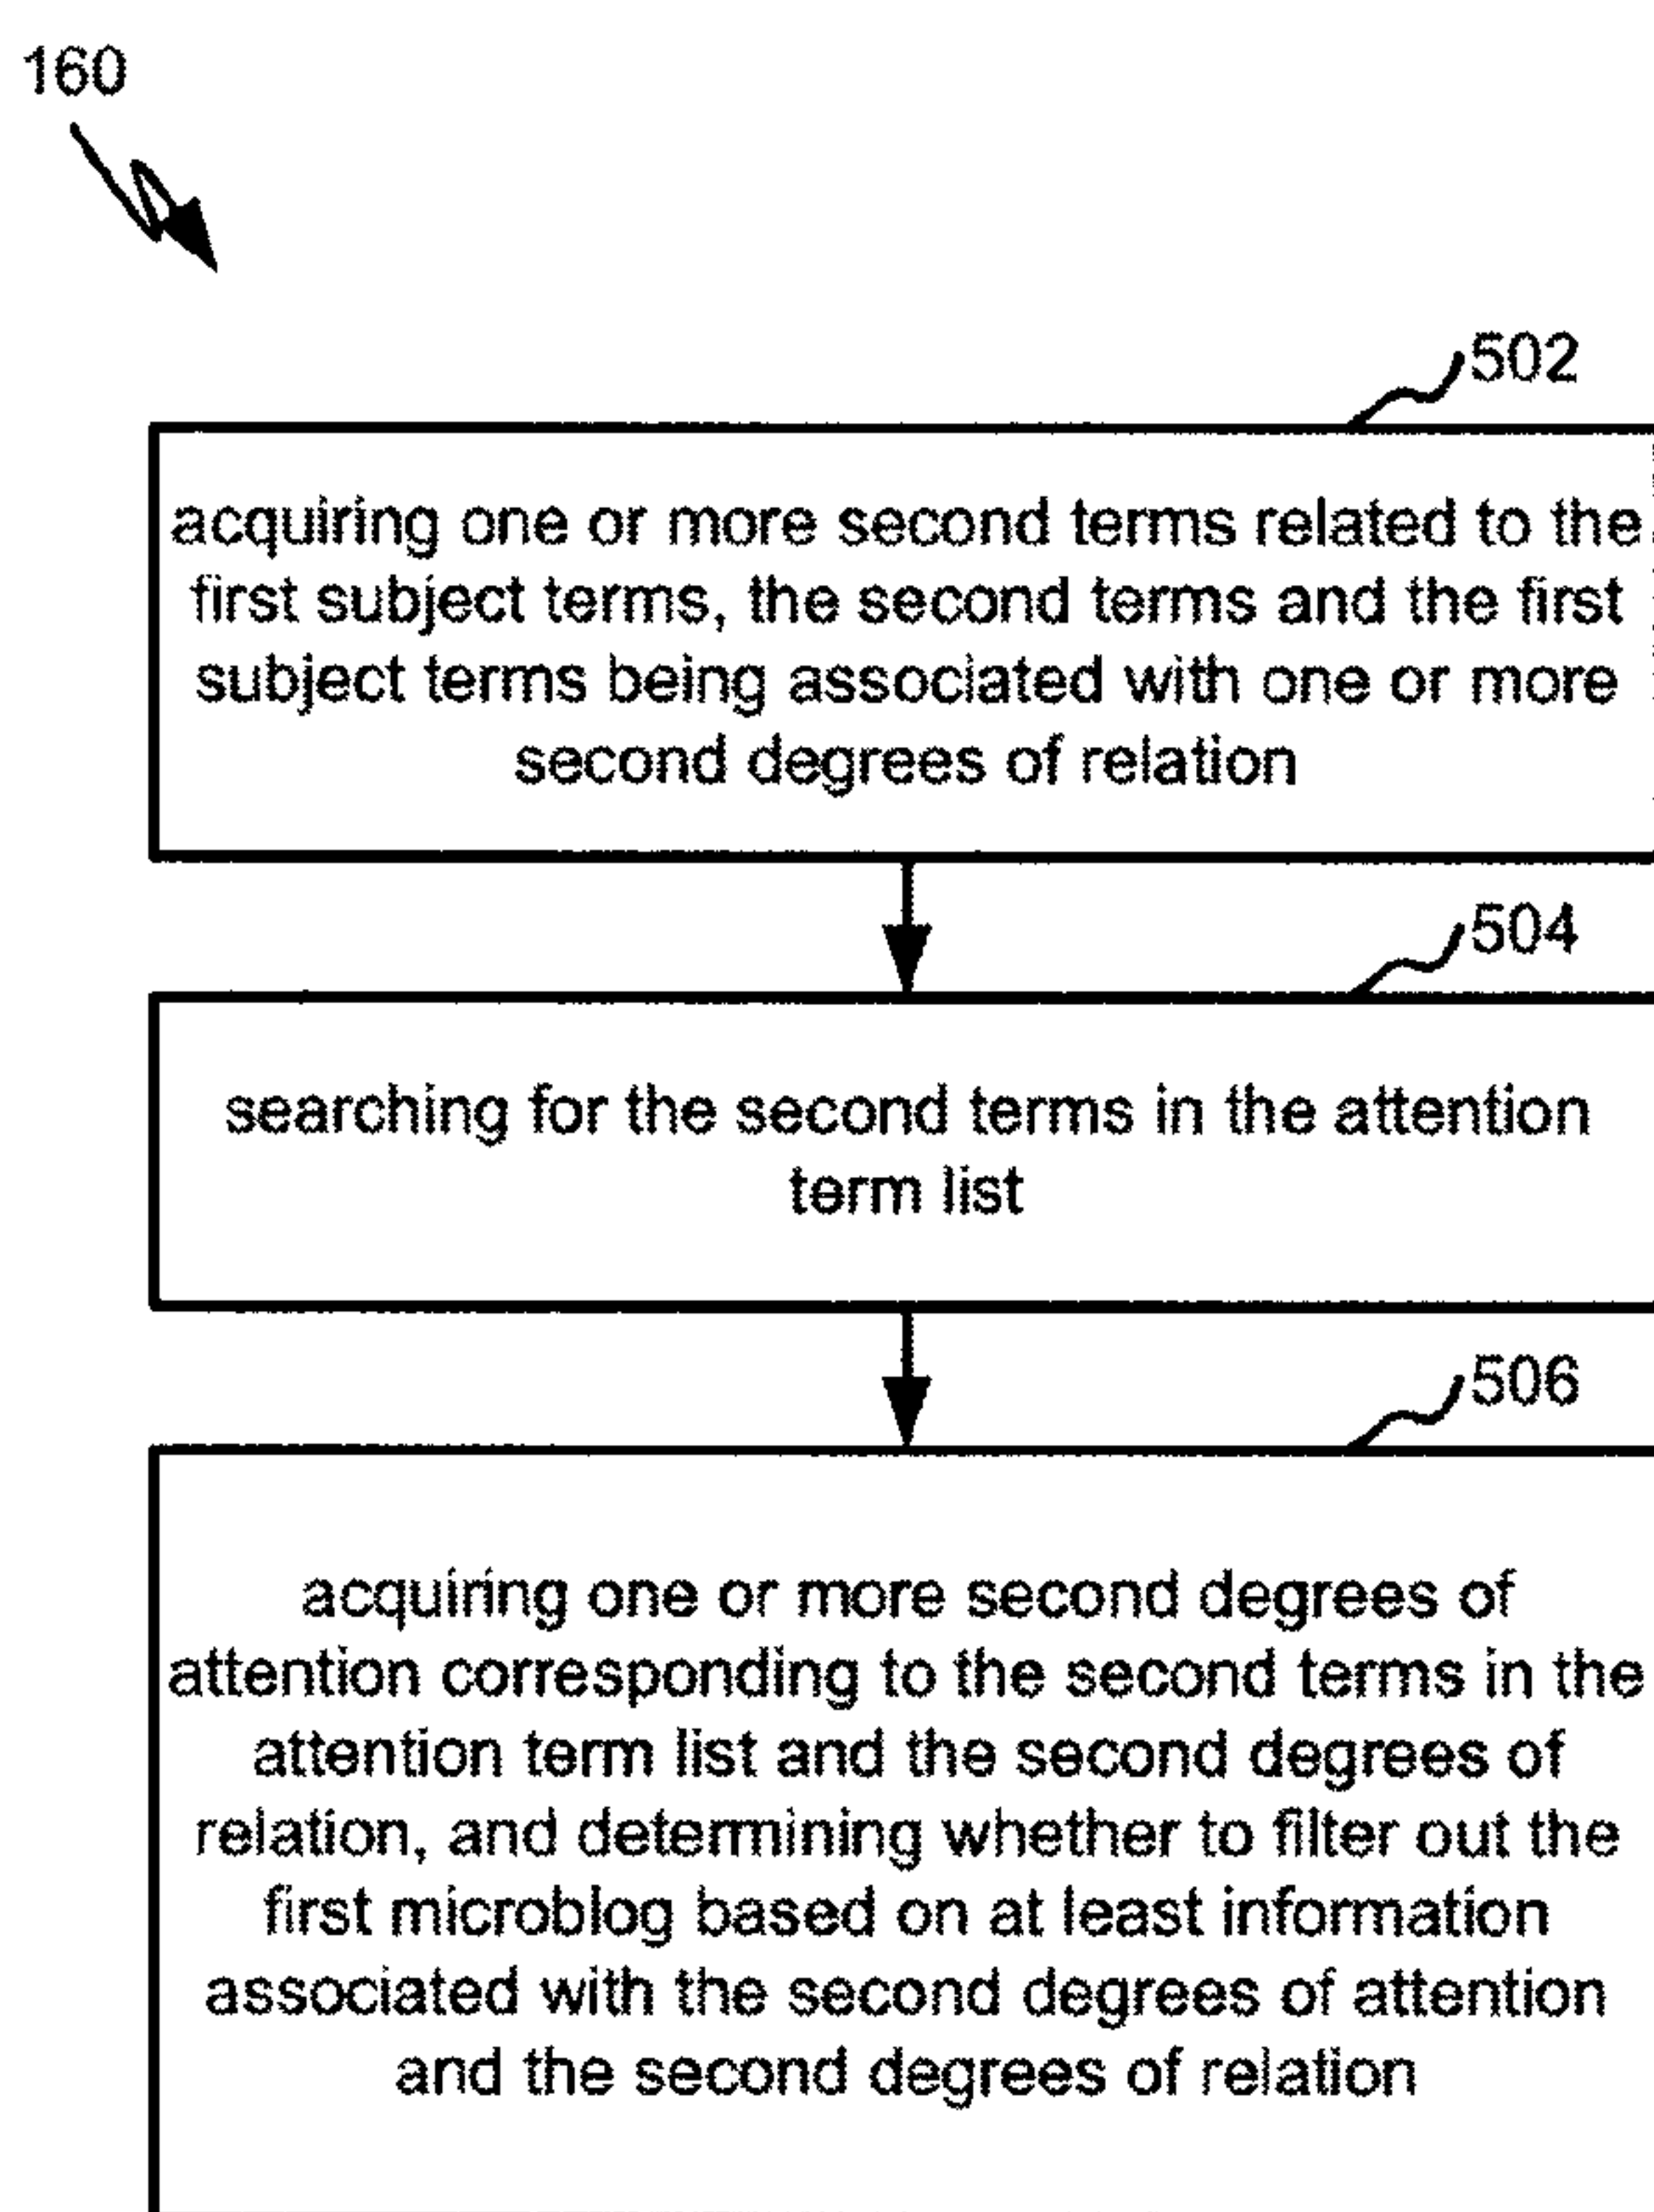 160
502
acquiring one or more second terms related to the
first subject terms, the second terms and the first
subject terms being associated with one or more
second degrees of relation
504
searching for the second terms in the attention
term list
506
acquiring one or more second degrees of
attention corresponding to the second terms in the
attention term list and the second degrees of
relation, and determining whether to filter out the
first microblog based on at least information
associated with the second degrees of attention
and the second degrees of relation